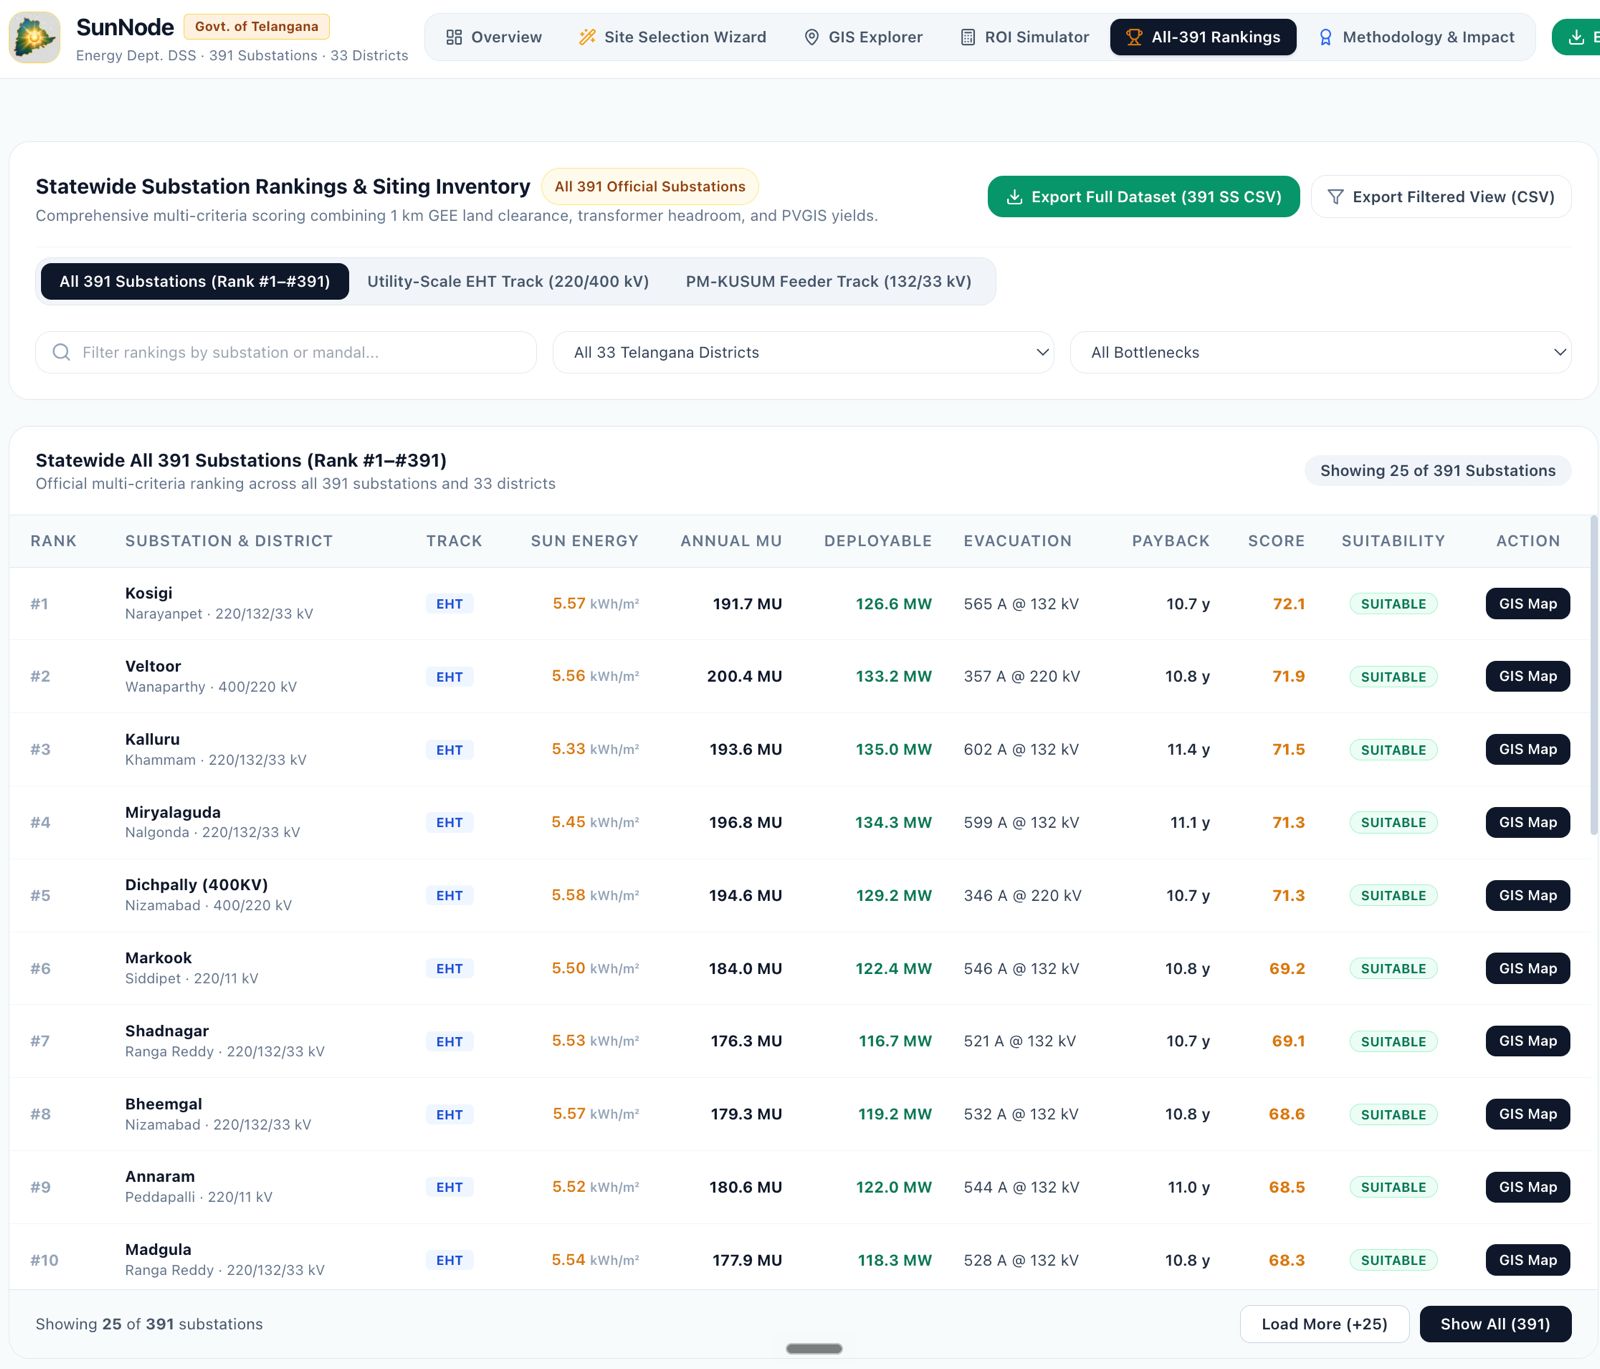 SunNode
Govt. of Telangana
Energy Dept. DSS · 391 Substations · 33 Districts
Overview
Site Selection Wizard
GIS Explorer
ROI Simulator
All-391 Rankings
Methodology & Impact
Statewide Substation Rankings & Siting Inventory
All 391 Official Substations
Comprehensive multi-criteria scoring combining 1 km GEE land clearance, transformer headroom, and PVGIS yields.
Export Full Dataset (391 SS CSV)
Export Filtered View (CSV)
All 391 Substations (Rank #1–#391)
Utility-Scale EHT Track (220/400 kV)
PM-KUSUM Feeder Track (132/33 kV)
Filter rankings by substation or mandal...
All 33 Telangana Districts
All Bottlenecks
Statewide All 391 Substations (Rank #1–#391)
Official multi-criteria ranking across all 391 substations and 33 districts
Showing 25 of 391 Substations
RANK SUBSTATION & DISTRICT TRACK SUN ENERGY ANNUAL MU DEPLOYABLE EVACUATION PAYBACK SCORE SUITABILITY ACTION
#1 Kosigi EHT 5.57 kWh/m² 191.7 MU 126.6 MW 565 A @ 132 kV 10.7 y 72.1 SUITABLE GIS Map
Narayanpet · 220/132/33 kV
#2 Veltoor EHT 5.56 kWh/m² 200.4 MU 133.2 MW 357 A @ 220 kV 10.8 y 71.9 SUITABLE GIS Map
Wanaparthy · 400/220 kV
#3 Kalluru EHT 5.33 kWh/m² 193.6 MU 135.0 MW 602 A @ 132 kV 11.4 y 71.5 SUITABLE GIS Map
Khammam · 220/132/33 kV
#4 Miryalaguda EHT 5.45 kWh/m² 196.8 MU 134.3 MW 599 A @ 132 kV 11.1 y 71.3 SUITABLE GIS Map
Nalgonda · 220/132/33 kV
#5 Dichpally (400KV) EHT 5.58 kWh/m² 194.6 MU 129.2 MW 346 A @ 220 kV 10.7 y 71.3 SUITABLE GIS Map
Nizamabad · 400/220 kV
#6 Markook EHT 5.50 kWh/m² 184.0 MU 122.4 MW 546 A @ 132 kV 10.8 y 69.2 SUITABLE GIS Map
Siddipet · 220/11 kV
#7 Shadnagar EHT 5.53 kWh/m² 176.3 MU 116.7 MW 521 A @ 132 kV 10.7 y 69.1 SUITABLE GIS Map
Ranga Reddy · 220/132/33 kV
#8 Bheemgal EHT 5.57 kWh/m² 179.3 MU 119.2 MW 532 A @ 132 kV 10.8 y 68.6 SUITABLE GIS Map
Nizamabad · 220/132/33 kV
#9 Annaram EHT 5.52 kWh/m² 180.6 MU 122.0 MW 544 A @ 132 kV 11.0 y 68.5 SUITABLE GIS Map
Peddapalli · 220/11 kV
#10 Madgula EHT 5.54 kWh/m² 177.9 MU 118.3 MW 528 A @ 132 kV 10.8 y 68.3 SUITABLE GIS Map
Ranga Reddy · 220/132/33 kV
Showing 25 of 391 substations
Load More (+25)
Show All (391)